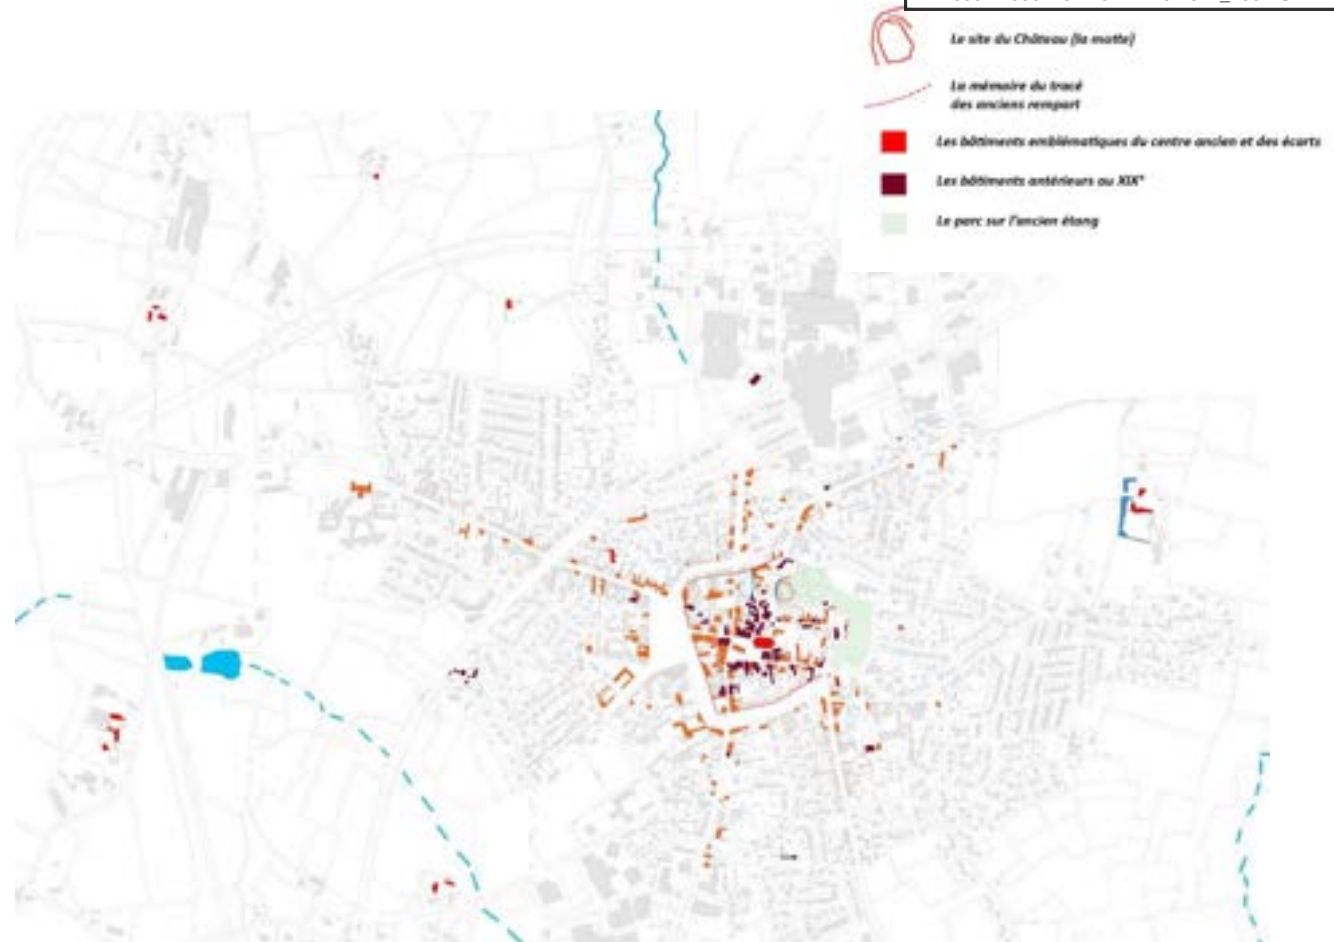 Le site du Château (la motte)
La mémoire du tracé
des anciens rempart
Les bâtiments emblématiques du centre ancien et des écarts
Les bâtiments antérieurs au XIX°
Le parc sur l'ancien étang